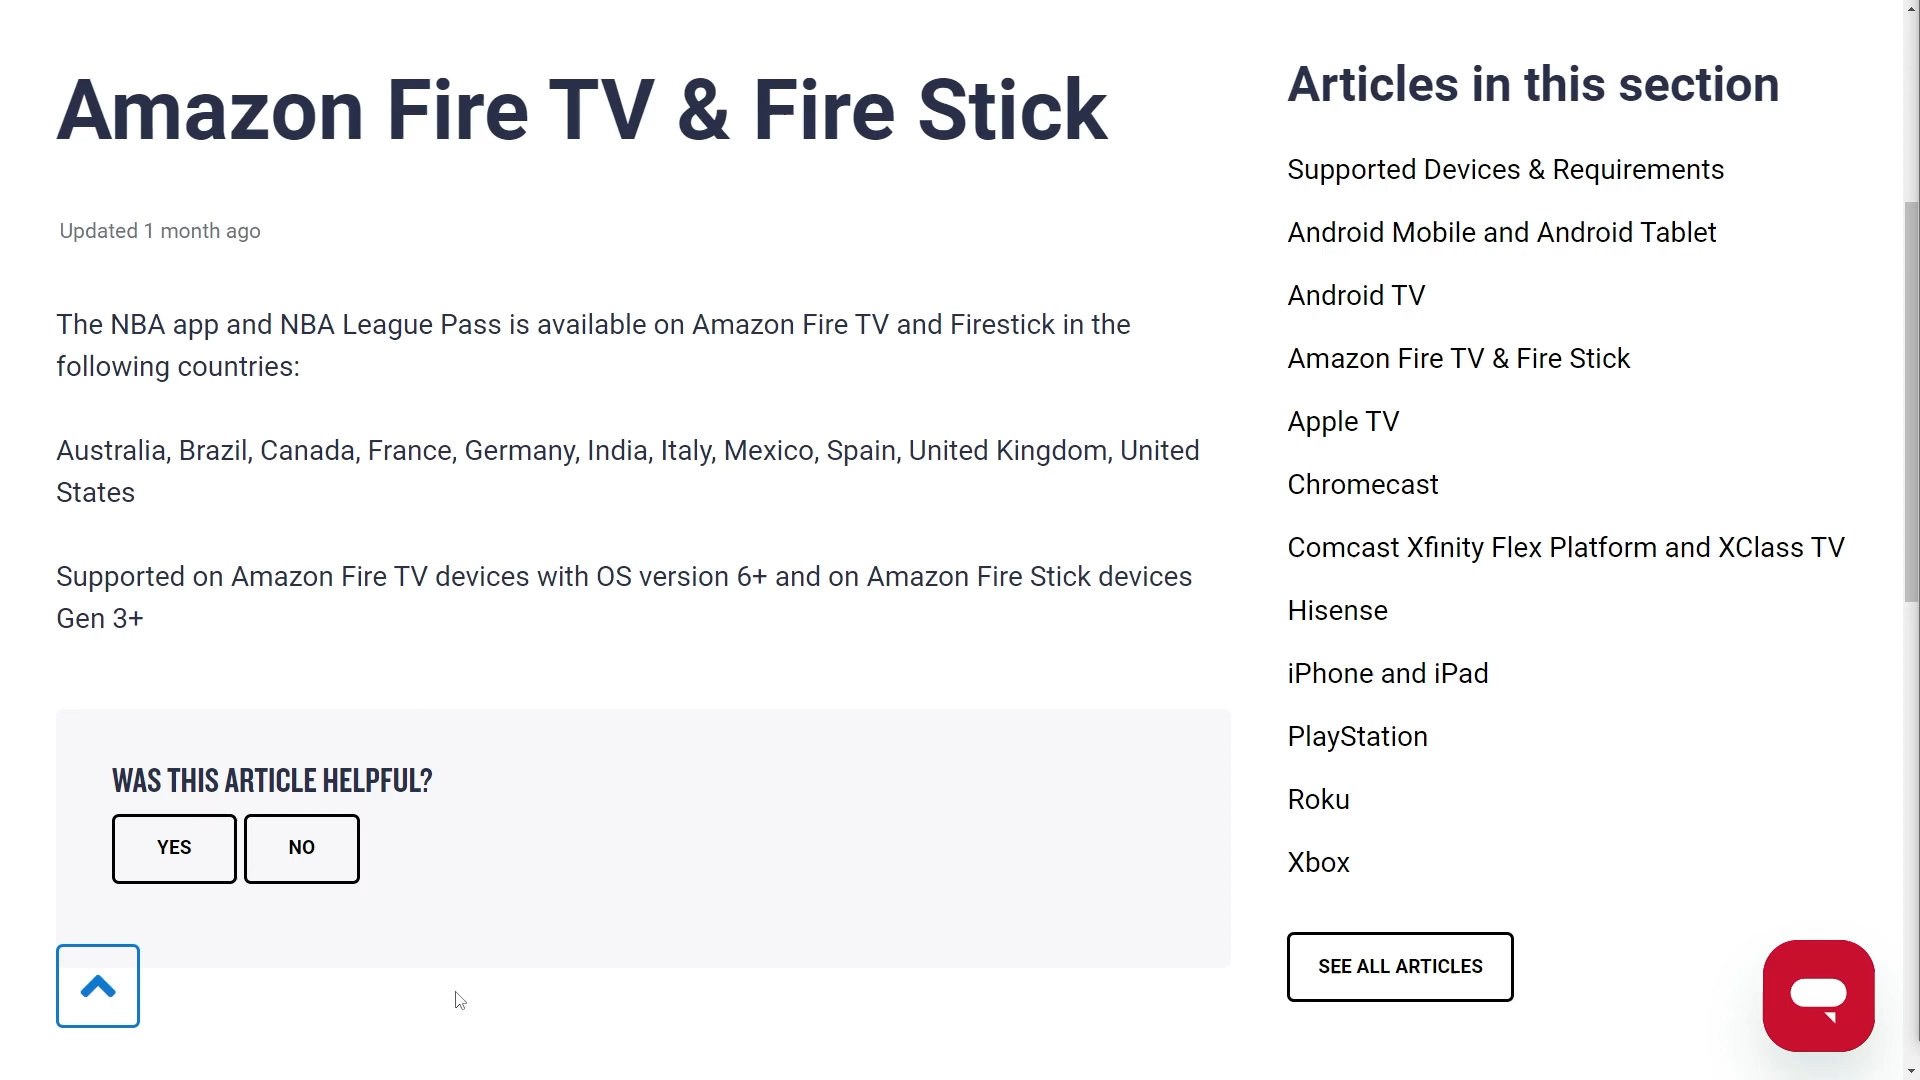 Amazon Fire TV & Fire Stick
Updated 1 month ago
The NBA app and NBA League Pass is available on Amazon Fire TV and Firestick in the
following countries:
Australia, Brazil, Canada, France, Germany, India, Italy, Mexico, Spain, United Kingdom, United
States
Supported on Amazon Fire TV devices with OS version 6+ and on Amazon Fire Stick devices
Gen 3+
WAS THIS ARTICLE HELPFUL?
YES
NO
Articles in this section
Supported Devices & Requirements
Android Mobile and Android Tablet
Android TV
Amazon Fire TV & Fire Stick
Apple TV
Chromecast
Comcast Xfinity Flex Platform and XClass TV
Hisense
iPhone and iPad
PlayStation
Roku
Xbox
SEE ALL ARTICLES